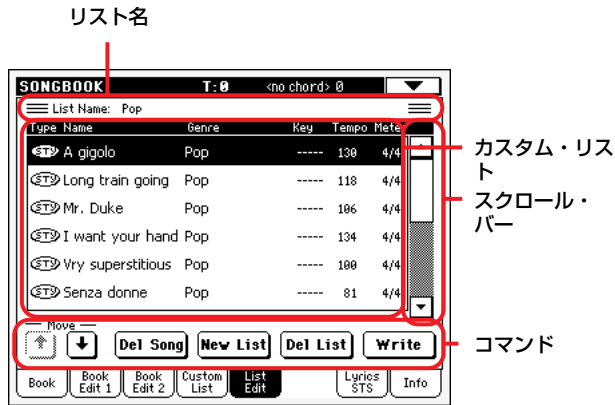 リスト名
SONGBOOK T:0 <no chord> 0
List Name: Pop
Type Name Genre Key Tempo Mete
STY A gigolo Pop ----- 130 4/4
STY Long train going Pop ----- 118 4/4
STY Mr. Duke Pop ----- 106 4/4
STY I want your hand Pop ----- 134 4/4
STY Vry superstitious Pop ----- 100 4/4
STY Senza donne Pop ----- 81 4/4
カスタム・リス
ト
スクロール・
バー
Move
Del Song New List Del List Write
コマンド
Book Book Edit 1 Book Edit 2 Custom List List Edit Lyrics STS Info